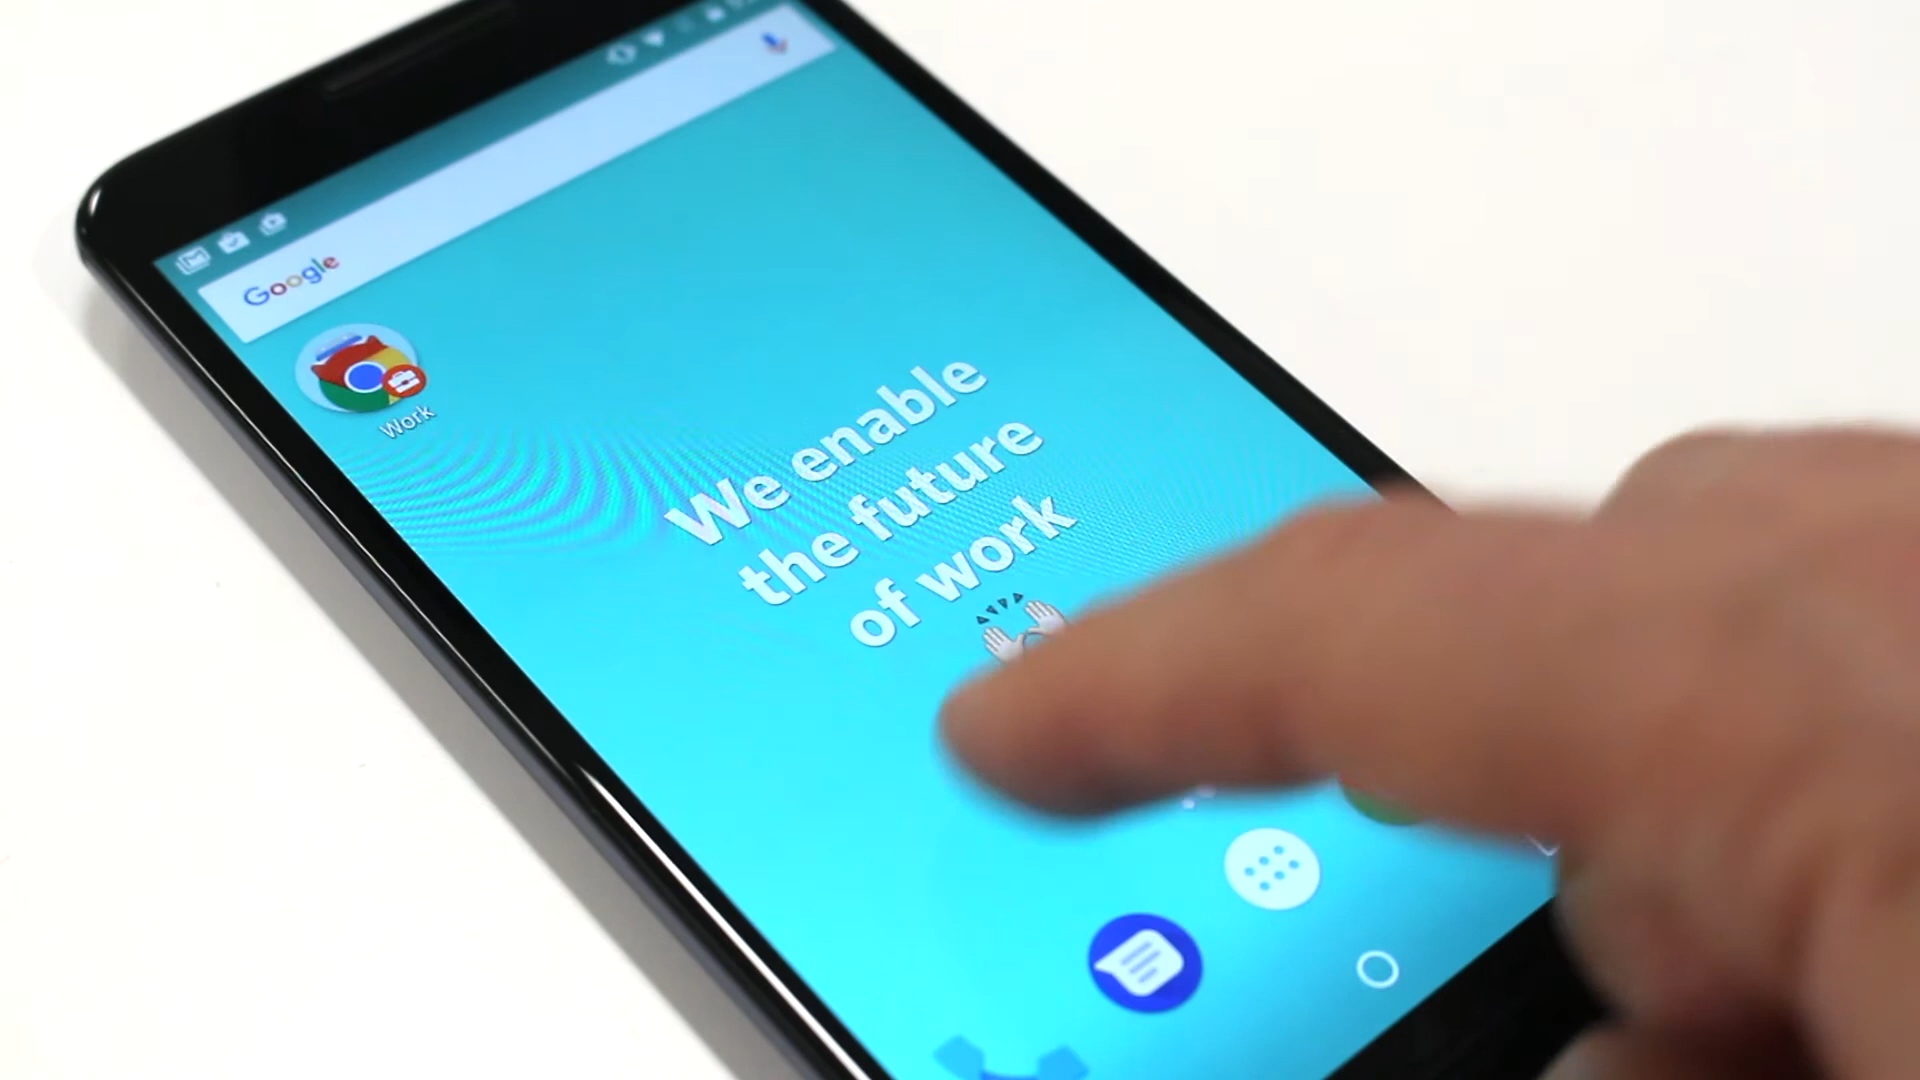 Google
Work
We enable
the future
of work